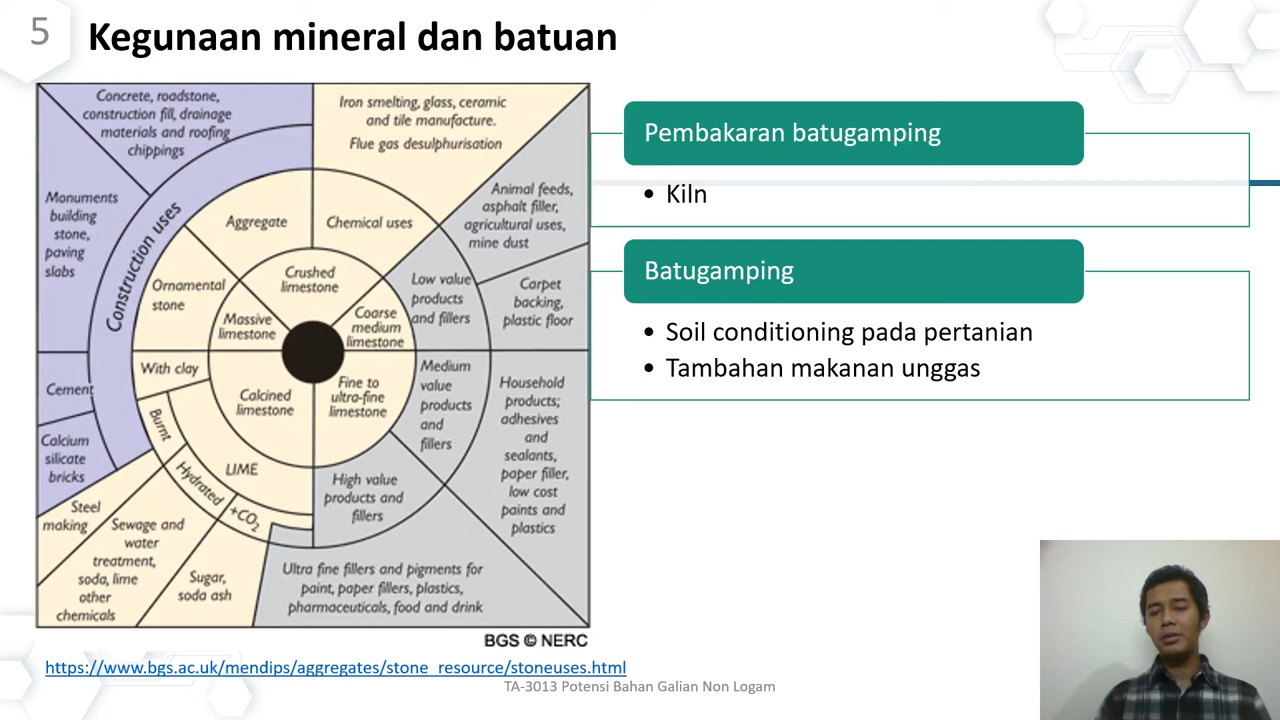 5
Kegunaan mineral dan batuan
Concrete, roadstone,
construction fill, drainage
materials and roofing
chippings
Iron smelting, glass, ceramic
and tile manufacture.
Flue gas desulphurisation
Monuments
building
stone,
paving
slabs
Construction uses
Aggregate
Chemical uses
Animal feeds,
asphalt filler,
agricultural uses,
mine dust
Ornamental
stone
Crushed
limestone
Low value
products
and fillers
Carpet
backing,
plastic floor
Massive
limestone
Coarse
medium
limestone
With clay
Cement
Calcined
limestone
Fine to
ultra-fine
limestone
Medium
value
products
and
fillers
Household
products;
adhesives
and
sealants,
paper filler,
low cost
paints and
plastics
Burnt
Calcium
silicate
bricks
LIME
Hydrated
+CO₂
High value
products and
fillers
Steel
making
Sewage and
water
treatment,
soda, lime
other
chemicals
Sugar,
soda ash
Ultra fine fillers and pigments for
paint, paper fillers, plastics,
pharmaceuticals, food and drink
BGS © NERC
https://www.bgs.ac.uk/mendips/aggregates/stone_resource/stoneuses.html
Pembakaran batugamping
• Kiln
Batugamping
• Soil conditioning pada pertanian
• Tambahan makanan unggas
TA-3013 Potensi Bahan Galian Non Logam